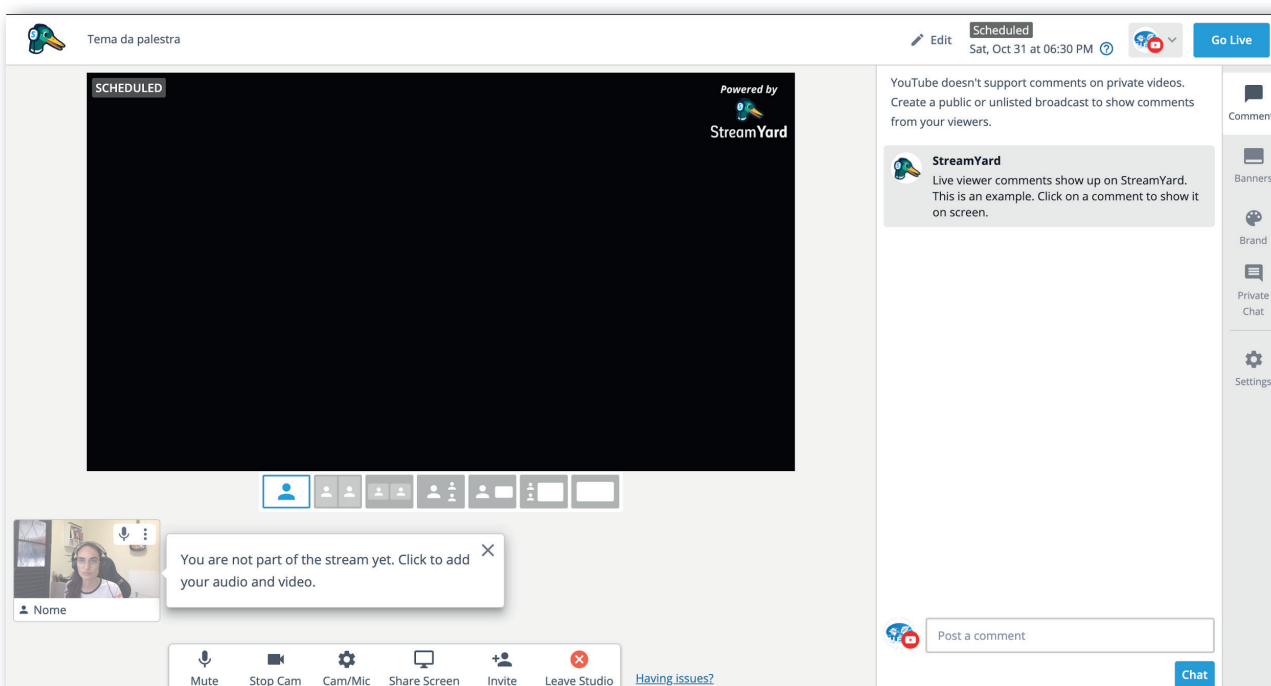 Tema da palestra
Edit
Scheduled
Sat, Oct 31 at 06:30 PM
Go Live
SCHEDULED
Powered by
StreamYard
YouTube doesn't support comments on private videos.
Create a public or unlisted broadcast to show comments
from your viewers.
StreamYard
Live viewer comments show up on StreamYard.
This is an example. Click on a comment to show it
on screen.
Commen
Banners
Brand
Private
Chat
Settings
You are not part of the stream yet. Click to add
your audio and video.
Nome
Mute
Stop Cam
Cam/Mic
Share Screen
Invite
Leave Studio
Having issues?
Post a comment
Chat